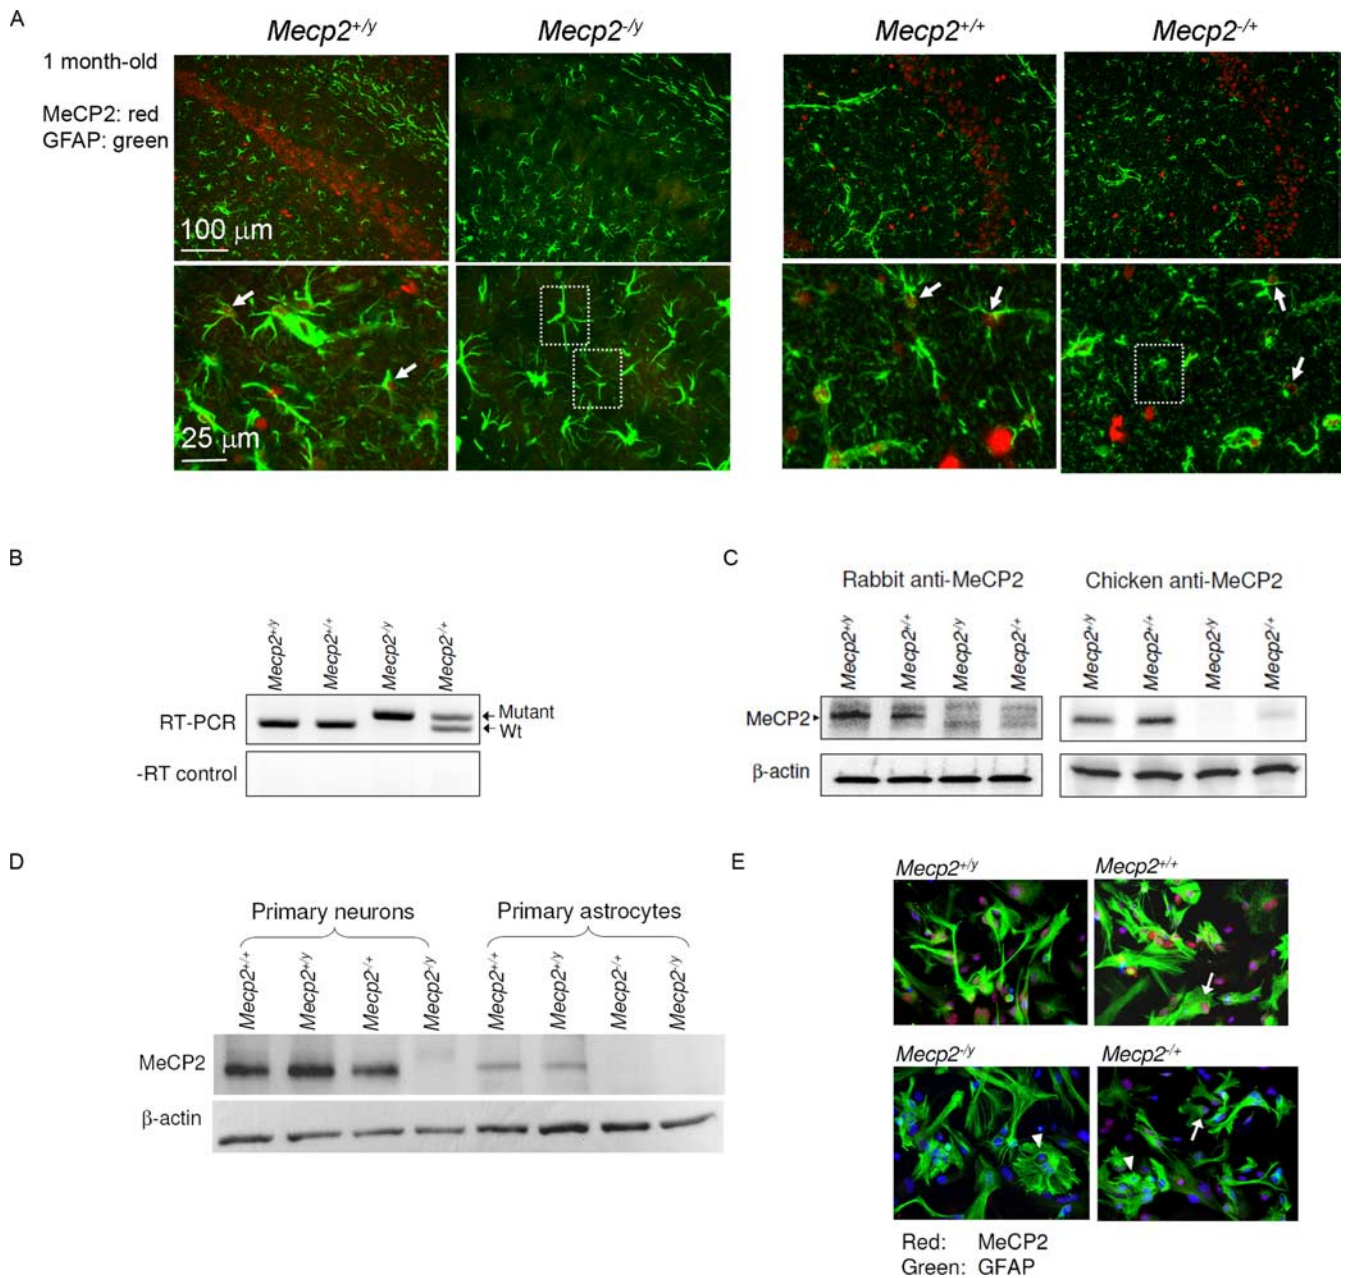 A
Mecp2+/y
Mecp2-/y
Mecp2+/+
Mecp2-/+
1 month-old
MeCP2: red
GFAP: green
100 µm
25 µm
B
Mecp2+/y
Mecp2+/+
Mecp2-/y
Mecp2-/+
RT-PCR
Mutant
Wt
-RT control
C
Rabbit anti-MeCP2
Chicken anti-MeCP2
Mecp2+/y
Mecp2+/+
Mecp2-/y
Mecp2-/+
Mecp2+/y
Mecp2+/+
Mecp2-/y
Mecp2-/+
MeCP2
β-actin
D
Primary neurons
Primary astrocytes
Mecp2+/+
Mecp2+/y
Mecp2-/+
Mecp2-/y
Mecp2+/+
Mecp2+/y
Mecp2-/+
Mecp2-/y
MeCP2
β-actin
E
Mecp2+/y
Mecp2+/+
Mecp2-/y
Mecp2-/+
Red: MeCP2
Green: GFAP